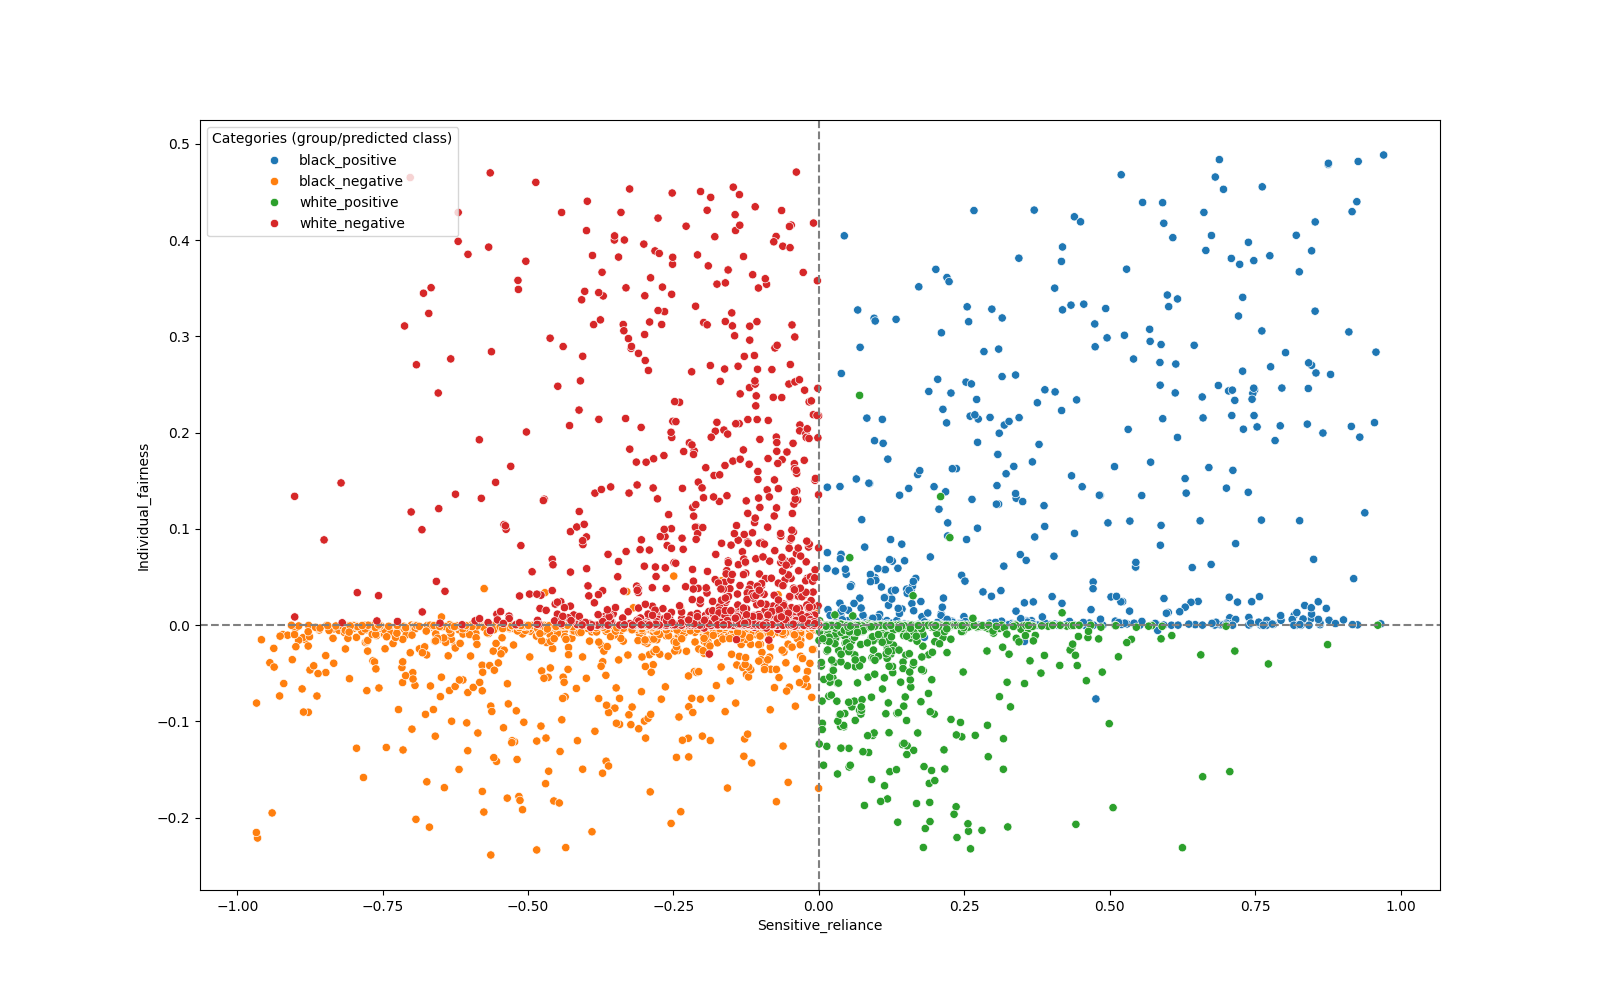 Categories (group/predicted class)
black_positive
black_negative
white_positive
white_negative
Individual_fairness
0.5
0.4
0.3
0.2
0.1
0.0
−0.1
−0.2
−1.00 −0.75 −0.50 −0.25 0.00 0.25 0.50 0.75 1.00
Sensitive_reliance